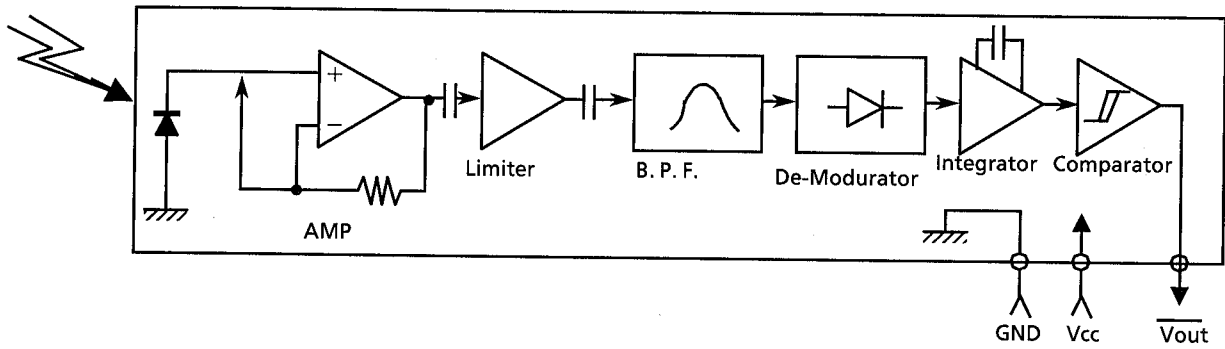 +
−
AMP
Limiter
B. P. F.
De-Modurator
Integrator
Comparator
GND
Vcc
Vout